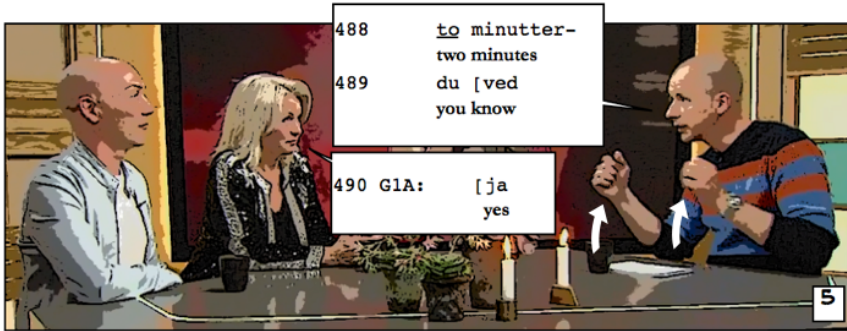 488 to minutter-
two minutes
489 du [ved
you know
490 G1A: [ja
yes
5